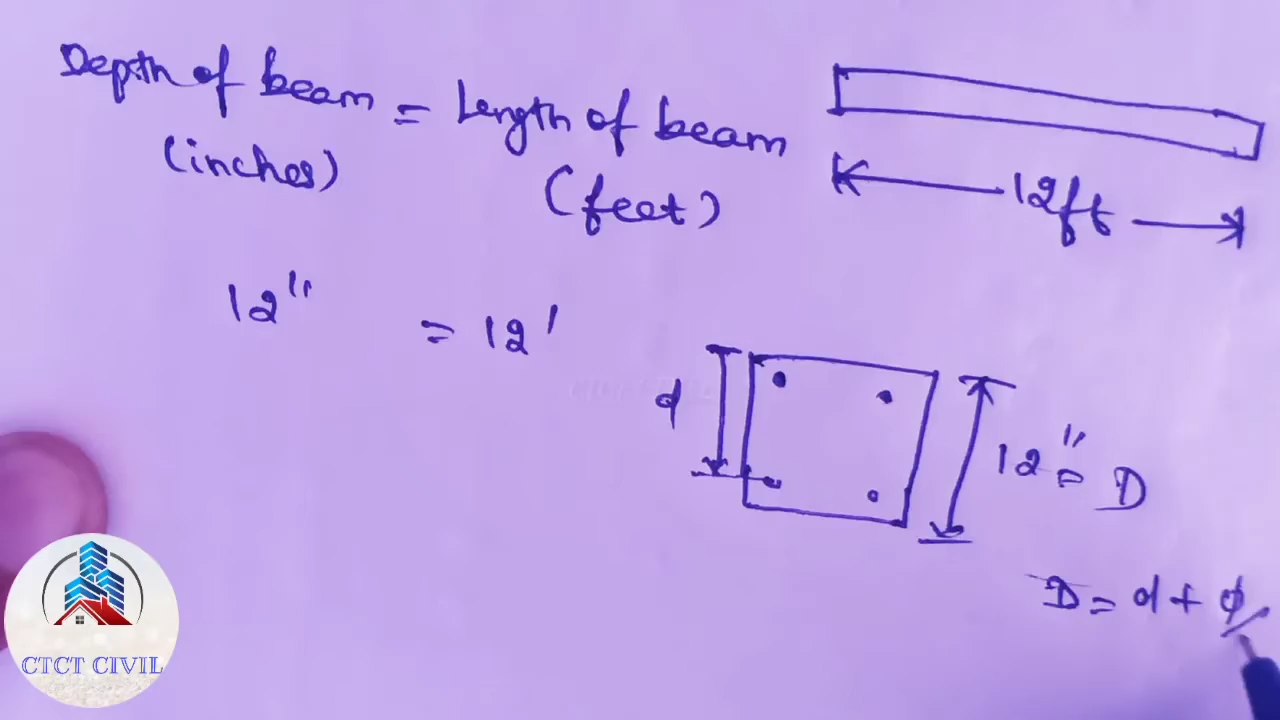 Depth of beam = Length of beam
(inches) (feet)
12ft
12" = 12'
d
12" = D
D = d + φ/
CTCT CIVIL